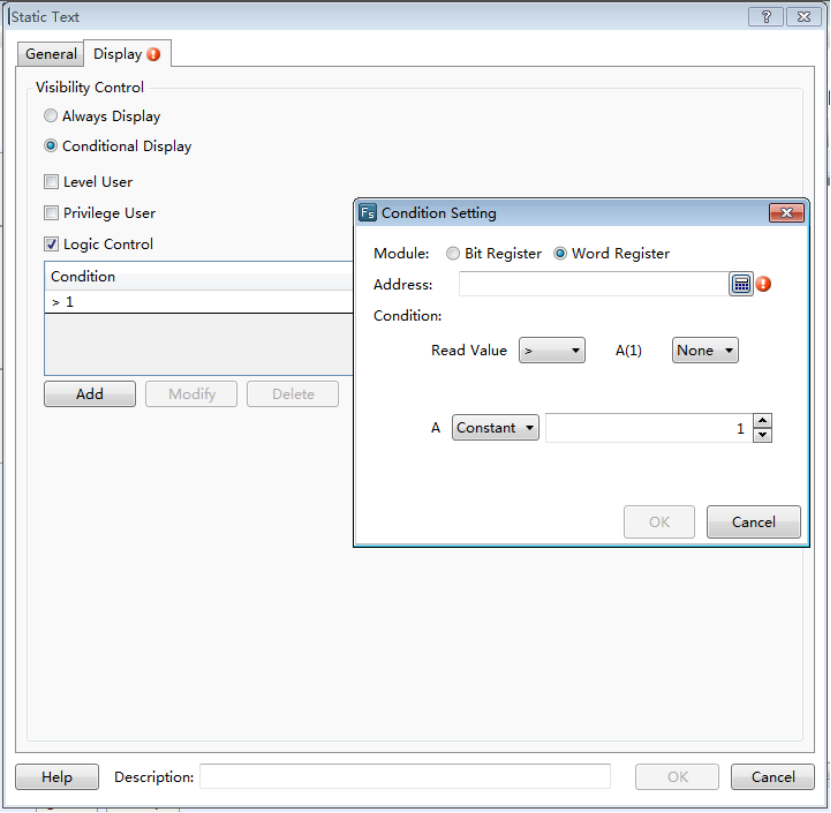 Static Text
General Display
Visibility Control
Always Display
Conditional Display
Level User
Privilege User
Logic Control
Condition
> 1
Add Modify Delete
Fs Condition Setting
Module: Bit Register Word Register
Address:
Condition:
Read Value > A(1) None
A Constant 1
OK Cancel
Help Description: OK Cancel